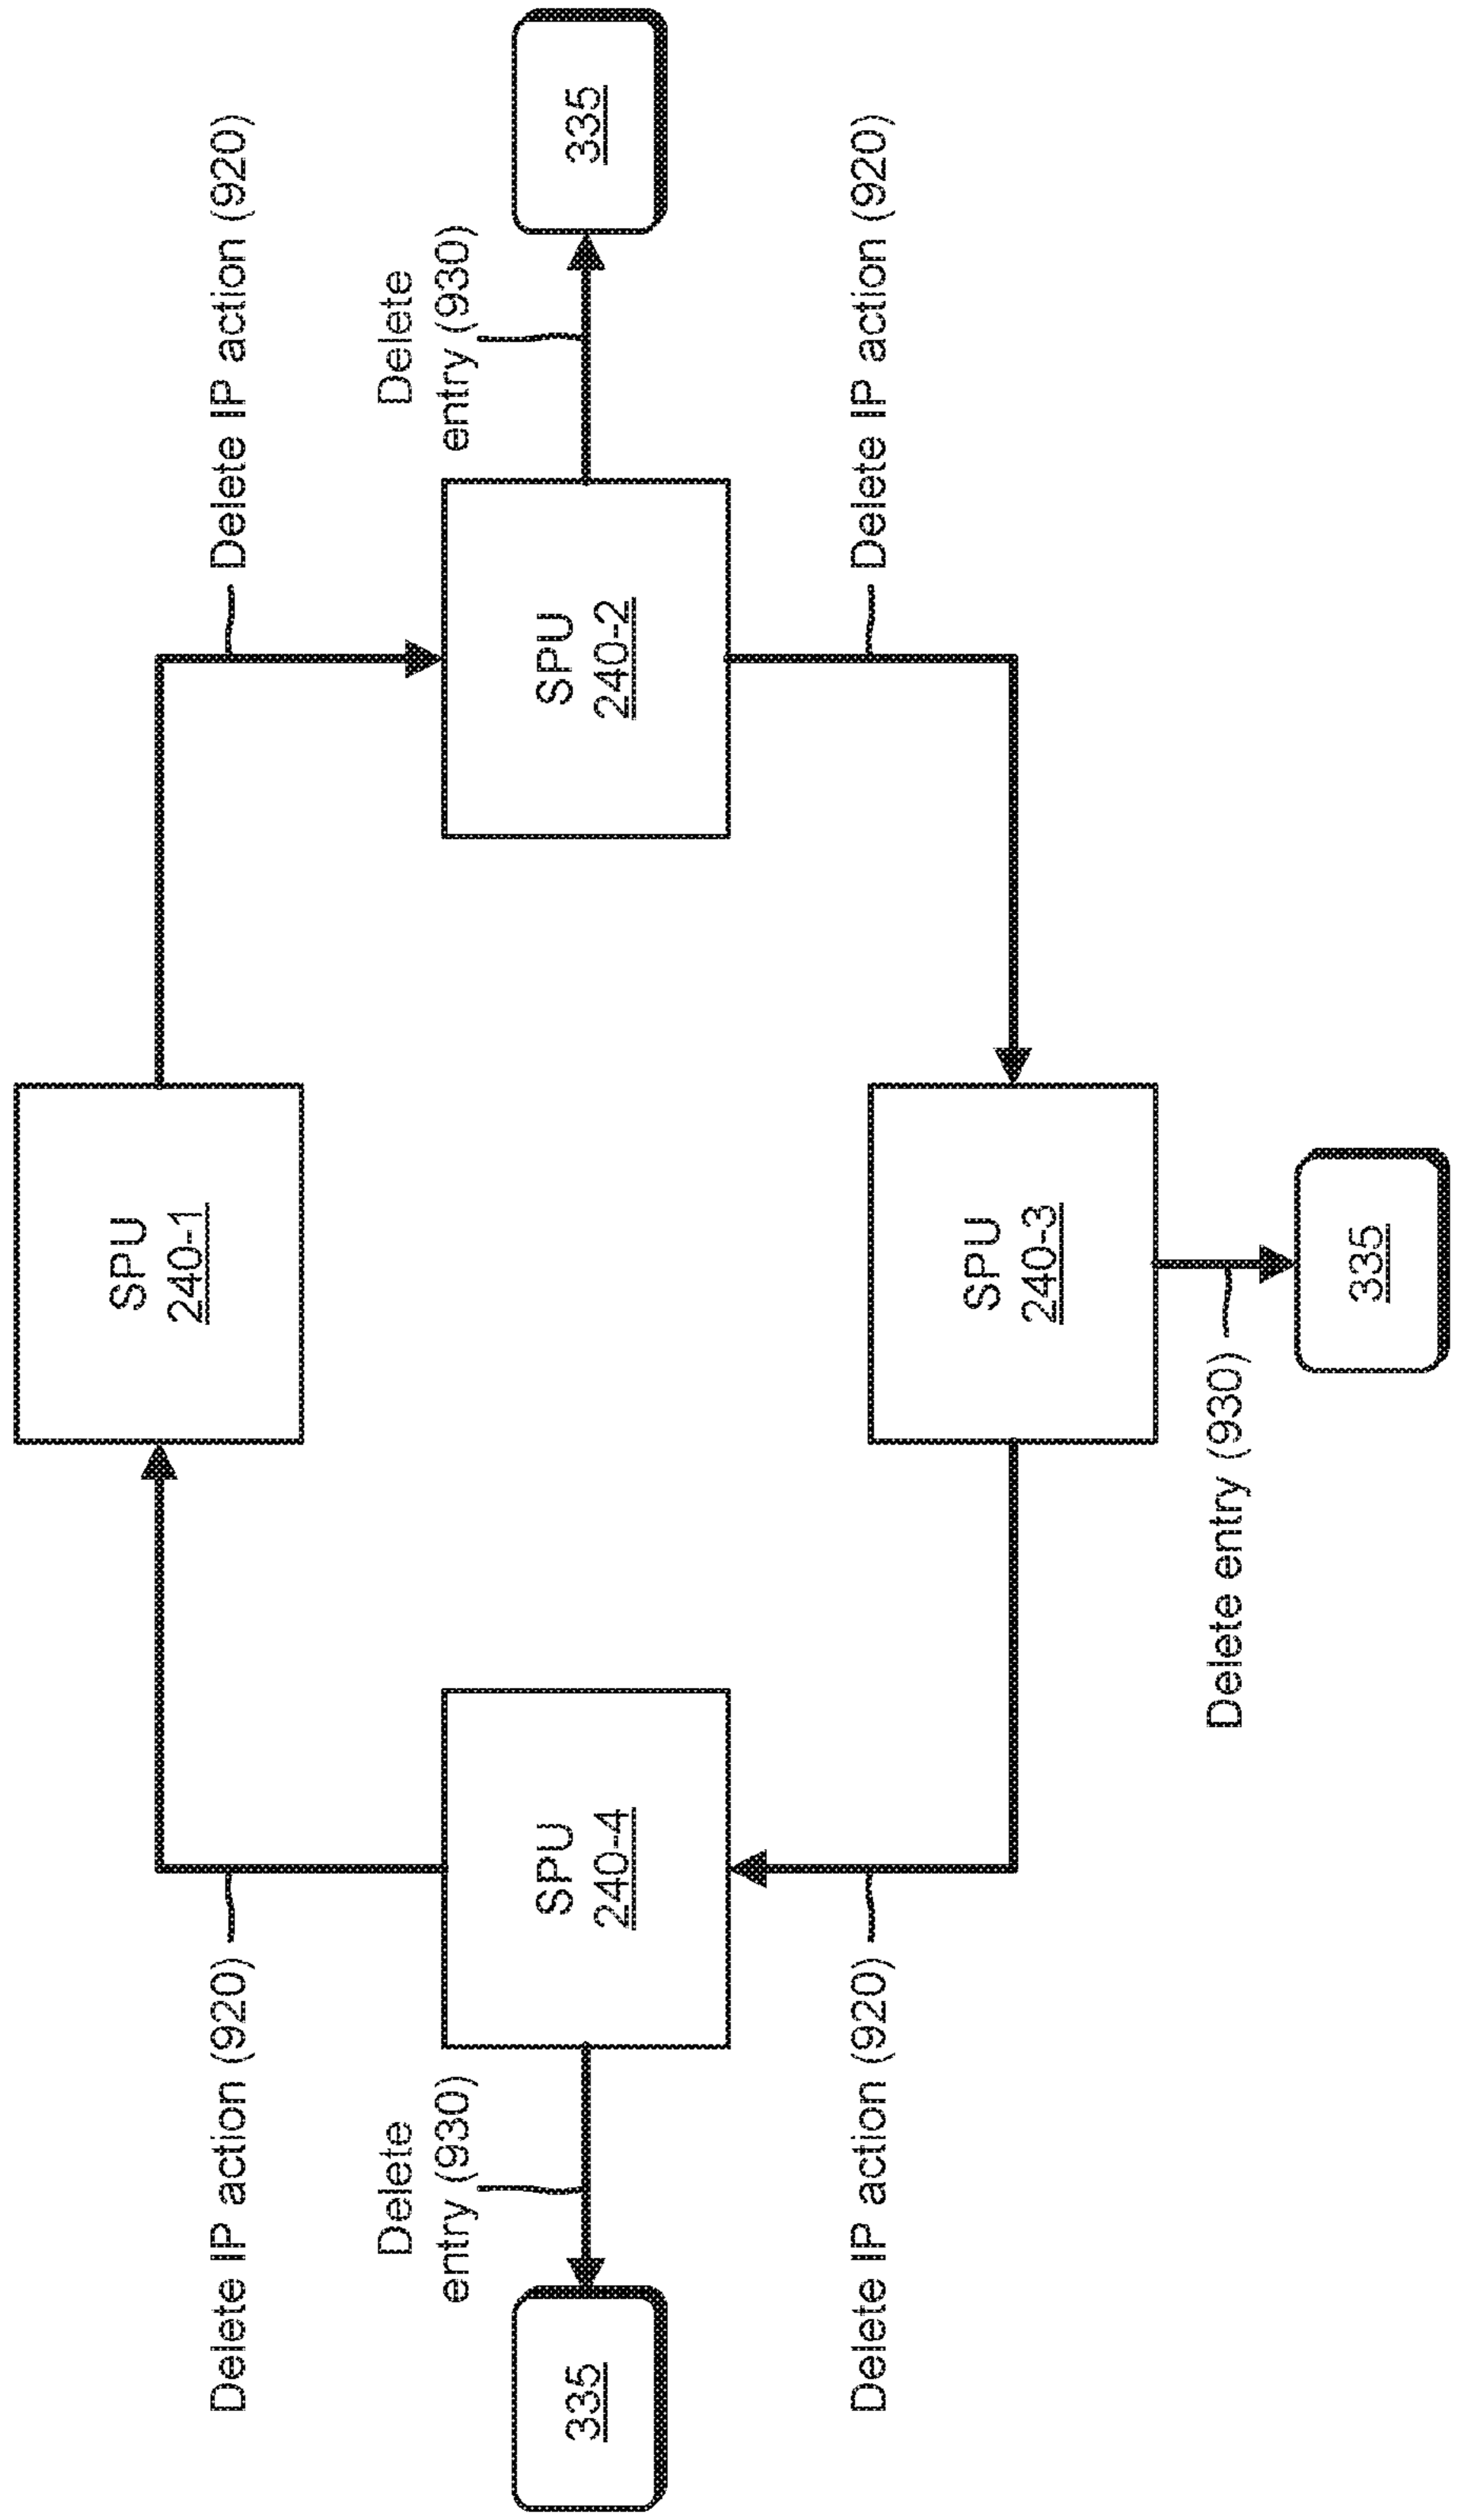 SPU
240-1
Delete IP action (920)
Delete IP action (920)
Delete
entry (930)
Delete
entry (930)
335
SPU
240-4
SPU
240-2
335
Delete IP action (920)
Delete IP action (920)
SPU
240-3
Delete entry (930)
335